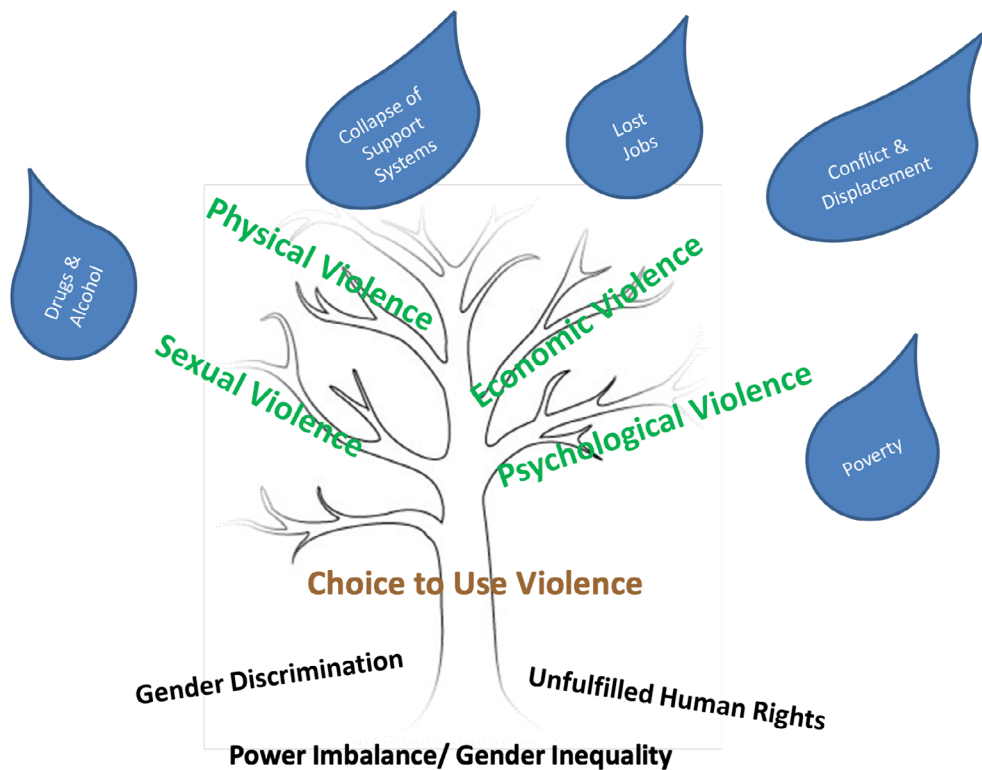 Collapse of
Support
Systems
Lost
Jobs
Conflict &
Displacement
Drugs &
Alcohol
Physical Violence
Economic Violence
Sexual Violence
Psychological Violence
Poverty
Choice to Use Violence
Gender Discrimination
Unfulfilled Human Rights
Power Imbalance/ Gender Inequality